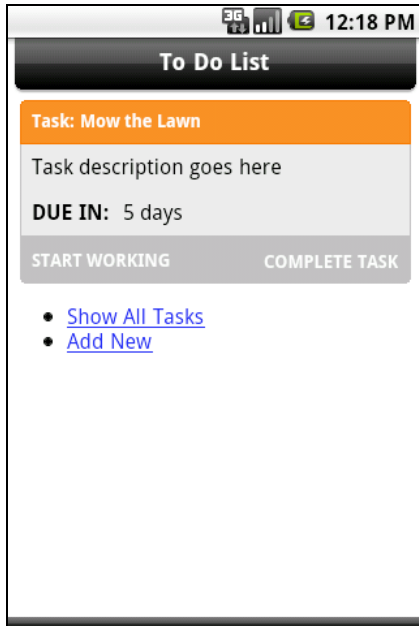 3G 12:18 PM
To Do List
Task: Mow the Lawn
Task description goes here
DUE IN: 5 days
START WORKING COMPLETE TASK
Show All Tasks
Add New